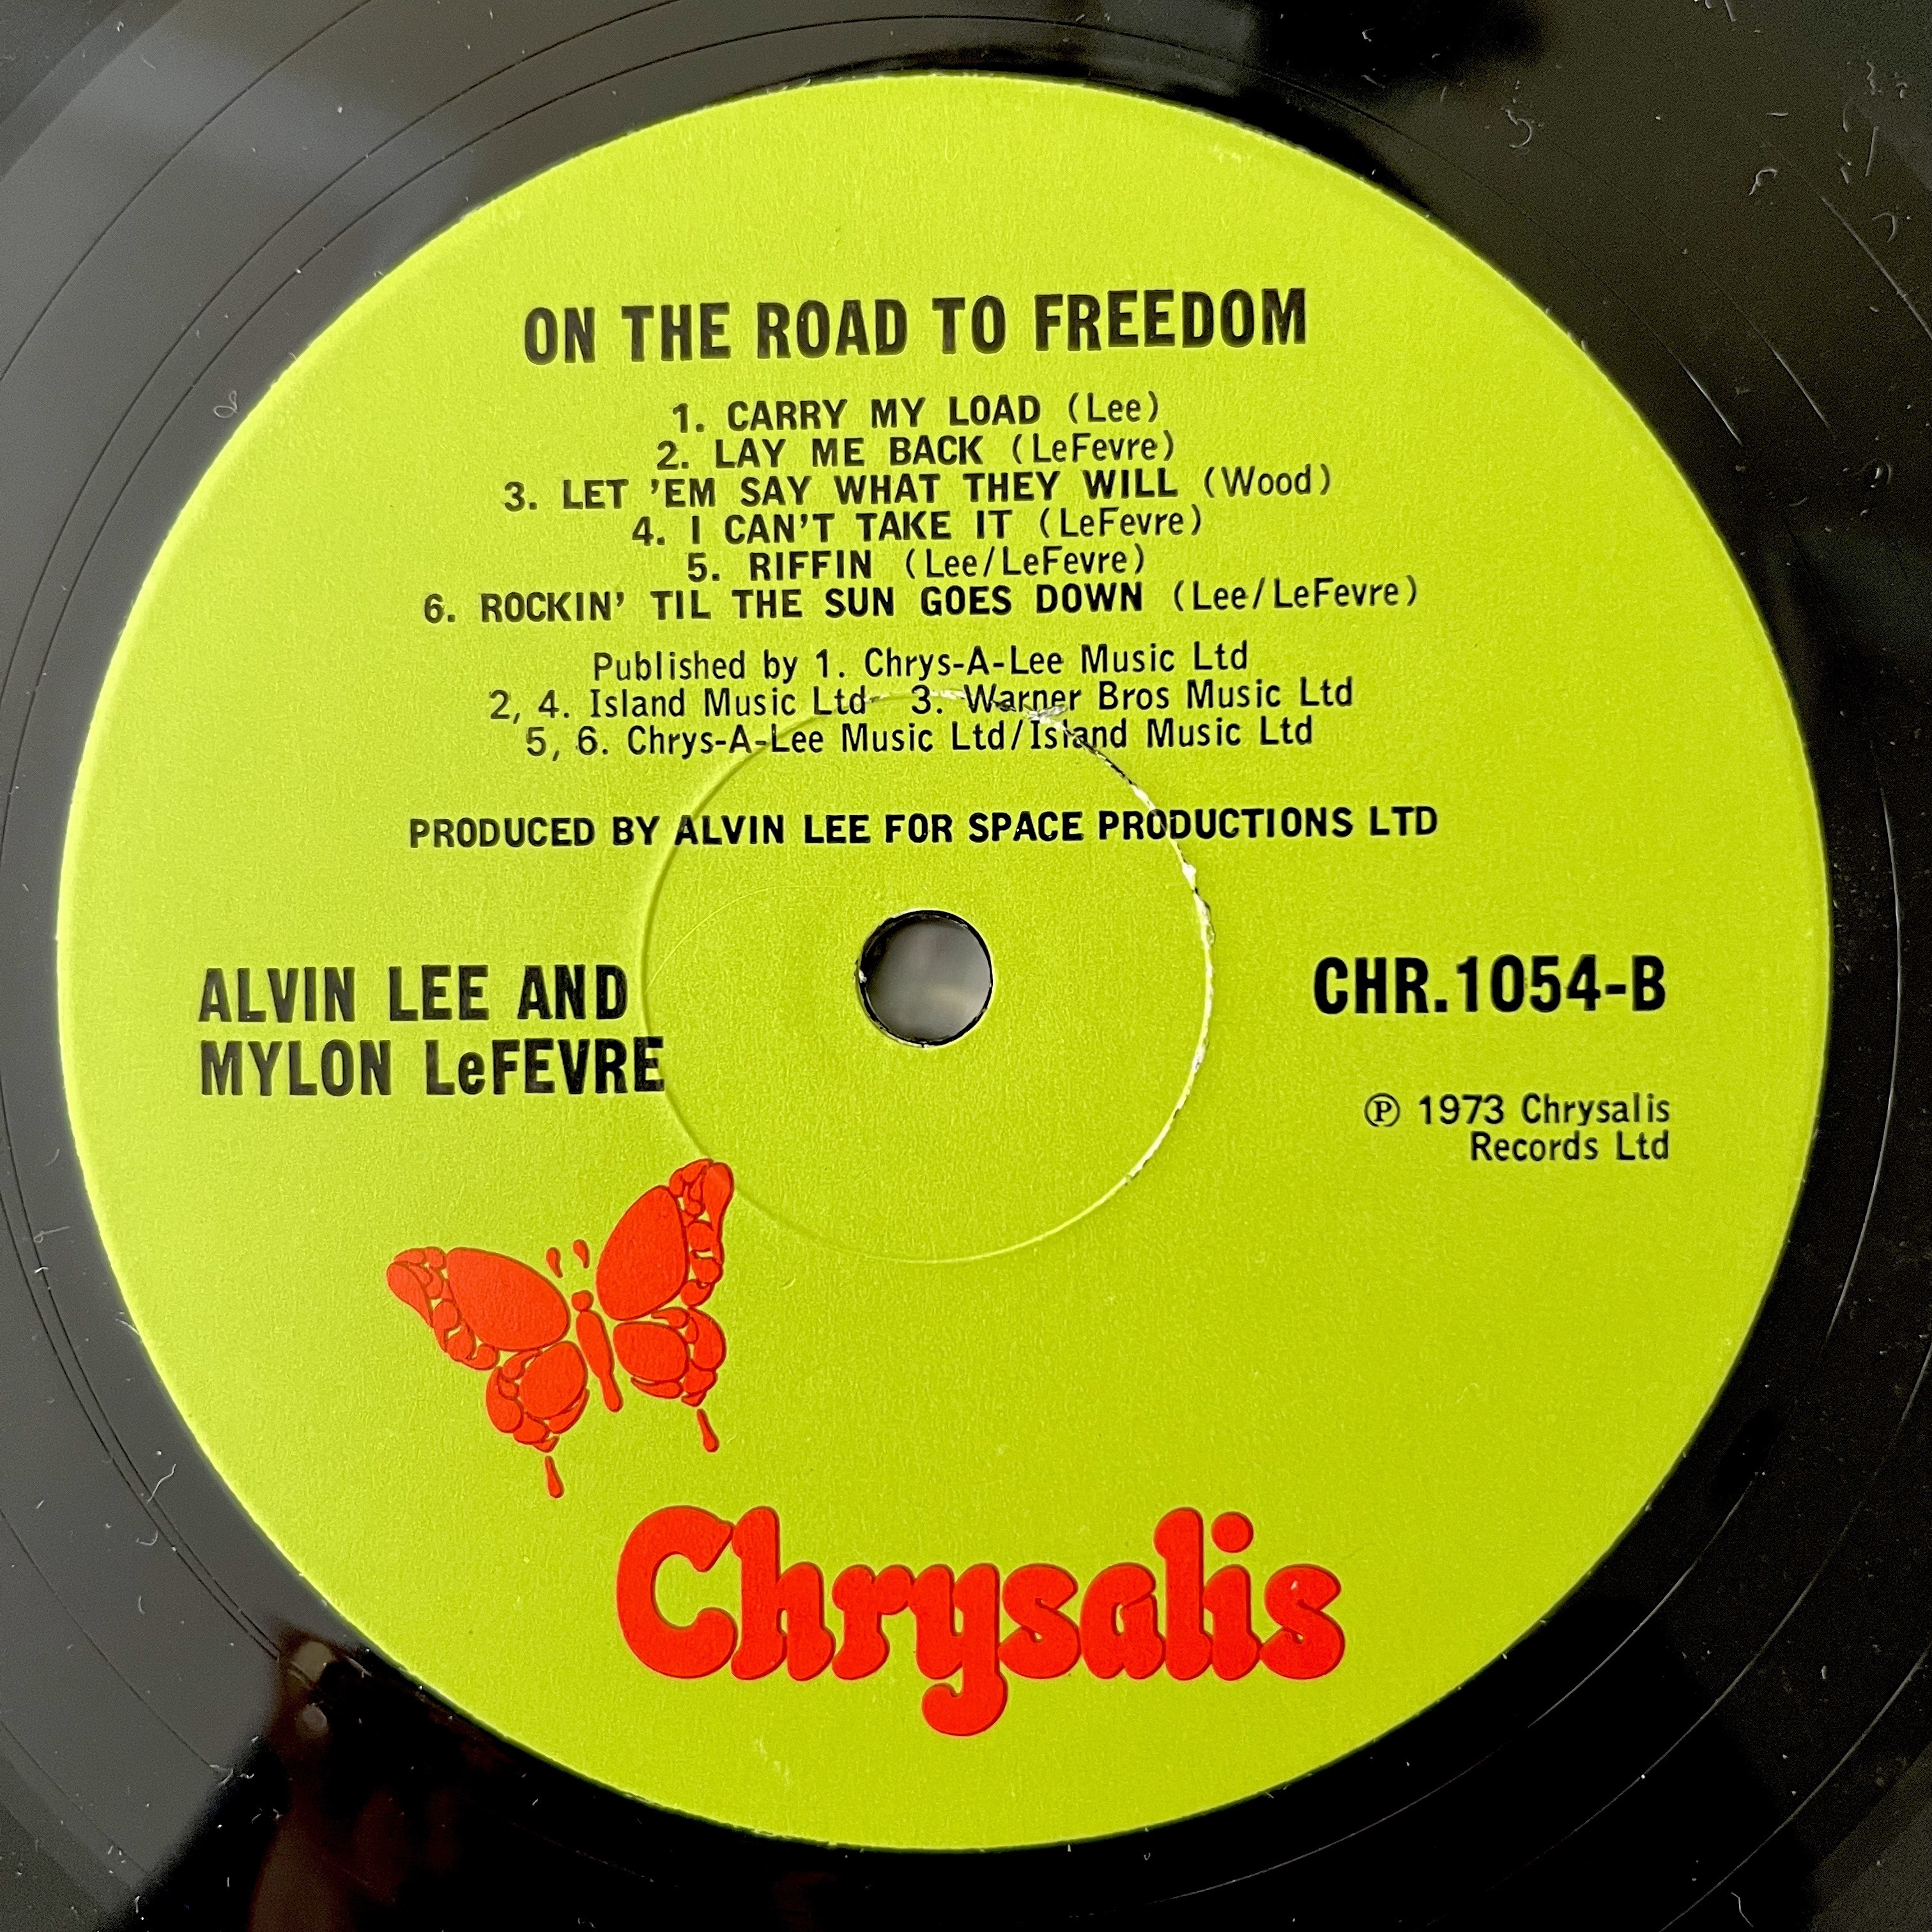 ON THE ROAD TO FREEDOM
1. CARRY MY LOAD (Lee)
2. LAY ME BACK (LeFevre)
3. LET 'EM SAY WHAT THEY WILL (Wood)
4. I CAN'T TAKE IT (LeFevre)
5. RIFFIN (Lee/LeFevre)
6. ROCKIN' TIL THE SUN GOES DOWN (Lee/LeFevre)
Published by 1. Chrys-A-Lee Music Ltd
2, 4. Island Music Ltd 3. Warner Bros Music Ltd
5, 6. Chrys-A-Lee Music Ltd/Island Music Ltd
PRODUCED BY ALVIN LEE FOR SPACE PRODUCTIONS LTD
ALVIN LEE AND
MYLON LeFEVRE
CHR.1054-B
℗ 1973 Chrysalis
Records Ltd
Chrysalis